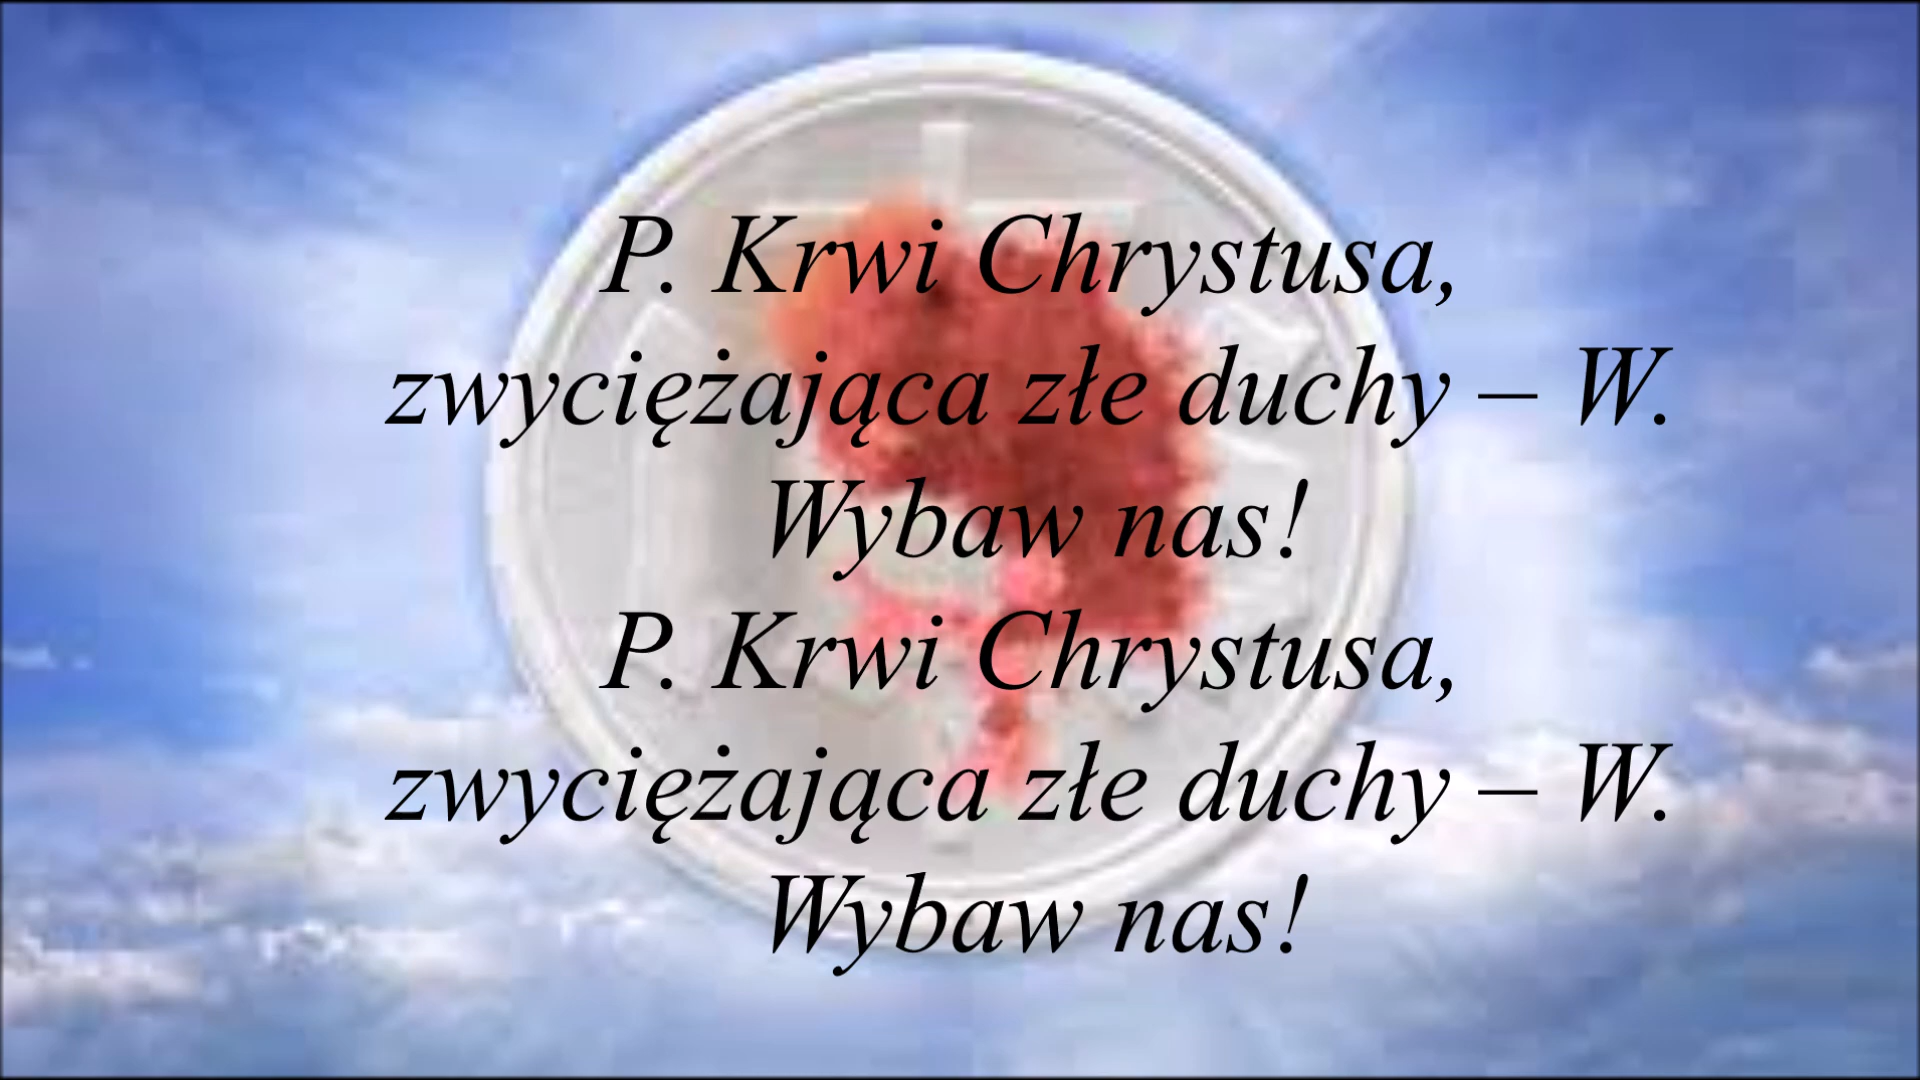 P. Krwi Chrystusa,
zwyciężająca złe duchy – W.
Wybaw nas!
P. Krwi Chrystusa,
zwyciężająca złe duchy – W.
Wybaw nas!